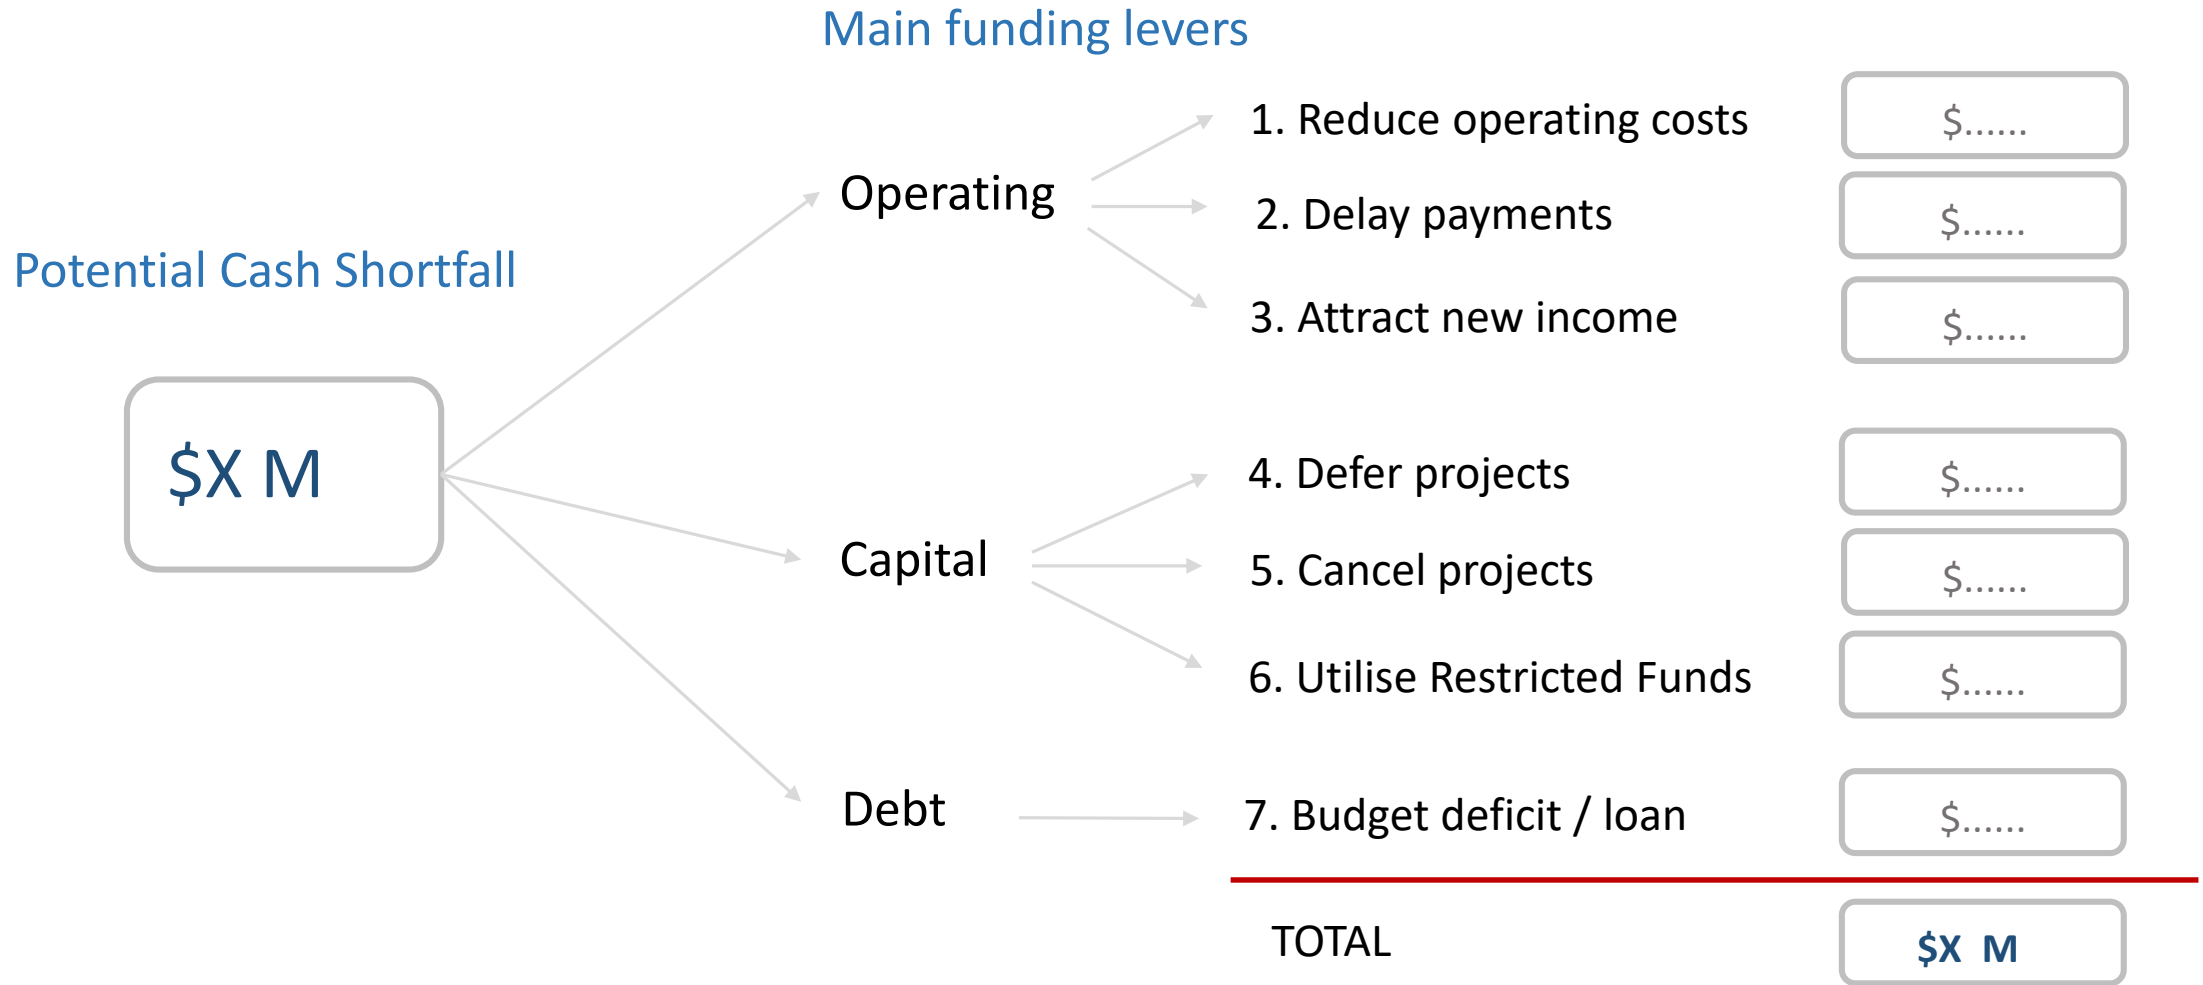 Main funding levers
Potential Cash Shortfall
$X M
Operating
1. Reduce operating costs
$......
2. Delay payments
$......
3. Attract new income
$......
Capital
4. Defer projects
$......
5. Cancel projects
$......
6. Utilise Restricted Funds
$......
Debt
7. Budget deficit / loan
$......
TOTAL
$X M